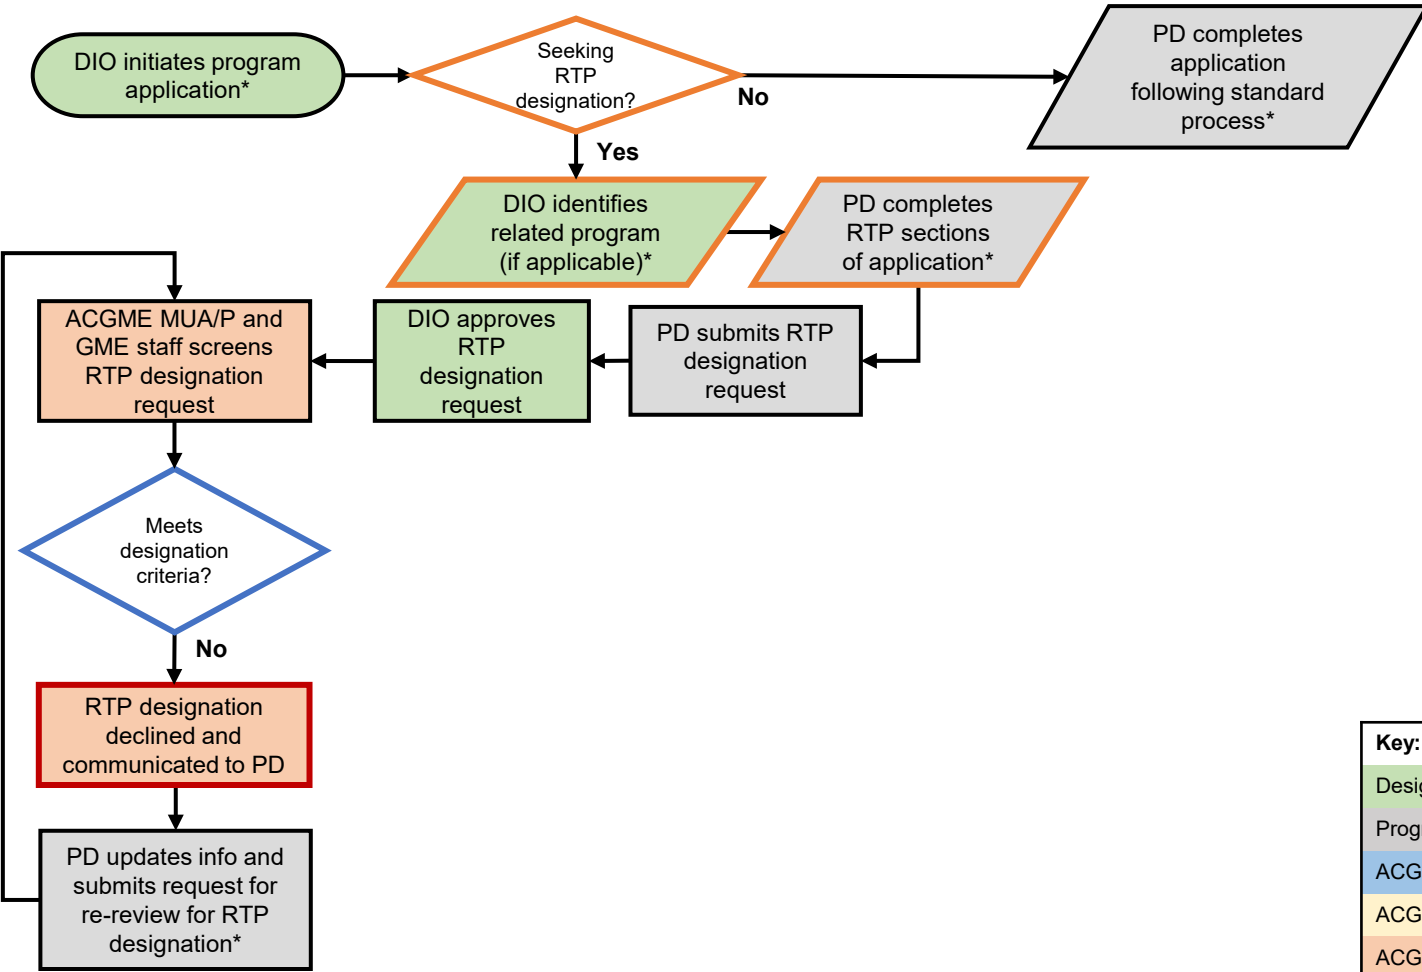 DIO initiates program
application*
Seeking
RTP
designation?
No
PD completes
application
following standard
process*
Yes
DIO identifies
related program
(if applicable)*
PD completes
RTP sections
of application*
ACGME MUA/P and
GME staff screens
RTP designation
request
DIO approves
RTP
designation
request
PD submits RTP
designation
request
Meets
designation
criteria?
No
RTP designation
declined and
communicated to PD
PD updates info and
submits request for
re-review for RTP
designation*
Key: